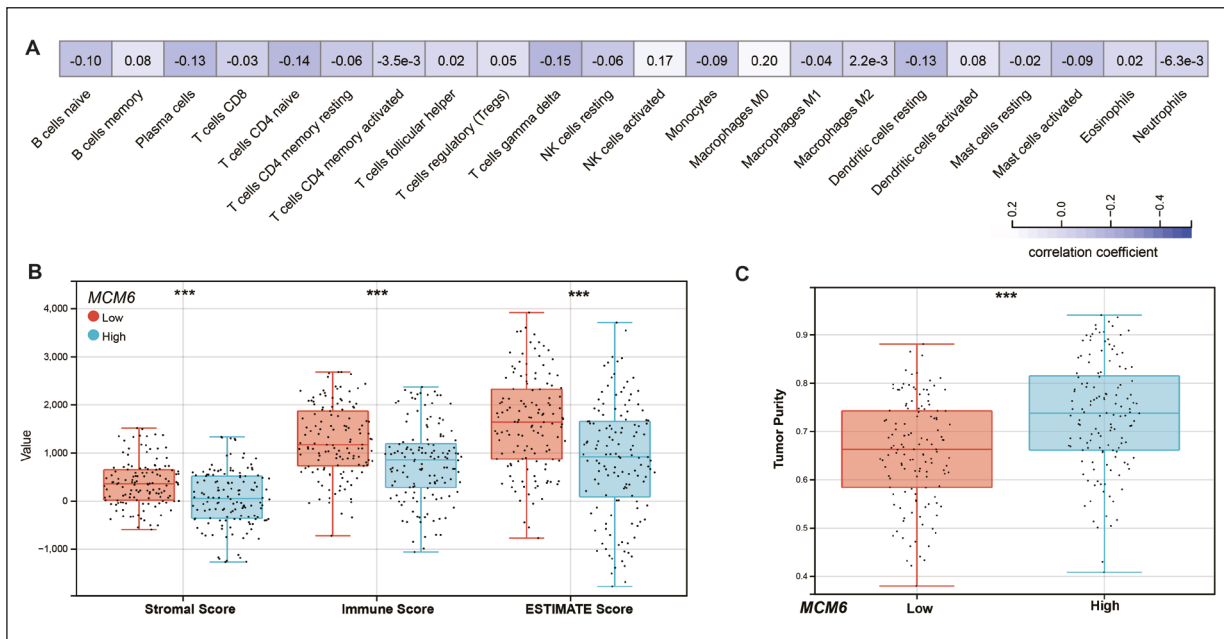 A
-0.10 0.08 -0.13 -0.03 -0.14 -0.06 -3.5e-3 0.02 0.05 -0.15 -0.06 0.17 -0.09 0.20 -0.04 2.2e-3 -0.13 0.08 -0.02 -0.09 0.02 -6.3e-3
B cells naive
B cells memory
Plasma cells
T cells CD8
T cells CD4 naive
T cells CD4 memory resting
T cells CD4 memory activated
T cells follicular helper
T cells regulatory (Tregs)
T cells gamma delta
NK cells resting
NK cells activated
Monocytes
Macrophages M0
Macrophages M1
Macrophages M2
Dendritic cells resting
Dendritic cells activated
Mast cells resting
Mast cells activated
Eosinophils
Neutrophils
0.2 0.0 -0.2 -0.4
correlation coefficient
B
MCM6
Low
High
*** *** ***
Value
4,000
3,000
2,000
1,000
0
−1,000
Stromal Score Immune Score ESTIMATE Score
C
***
Tumor Purity
0.9
0.8
0.7
0.6
0.5
0.4
MCM6 Low High